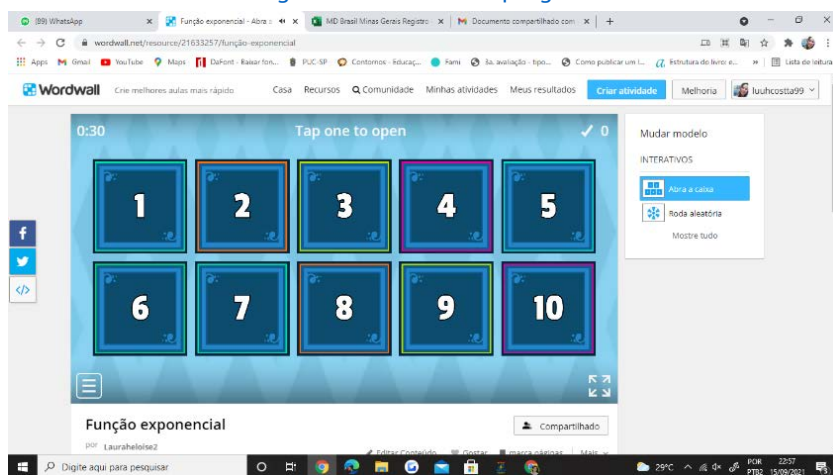 (89) WhatsApp
Função exponencial - Abra a
MD Brasil Minas Gerais Registro
Documento compartilhado com
wordwall.net/resource/21633257/função-exponencial
Apps
Gmail
YouTube
Maps
DaFont - Baixar fon...
PUC-SP
Contornos - Educaç...
Fami
3a. avaliação - tipo...
Como publicar um l...
Estrutura do livro: e...
»
Lista de leitura
Wordwall
Crie melhores aulas mais rápido
Casa
Recursos
Comunidade
Minhas atividades
Meus resultados
Criar atividade
Melhoria
luuhcostta99
0:30
Tap one to open
0
1
2
3
4
5
6
7
8
9
10
Mudar modelo
INTERATIVOS
Abra a caixa
Roda aleatória
Mostre tudo
Função exponencial
Compartilhado
por Lauraheloise2
Editar Conteúdo
Gostar
marca páginas
Mais
Digite aqui para pesquisar
29°C
POR
PTB2
22:57
15/09/2021